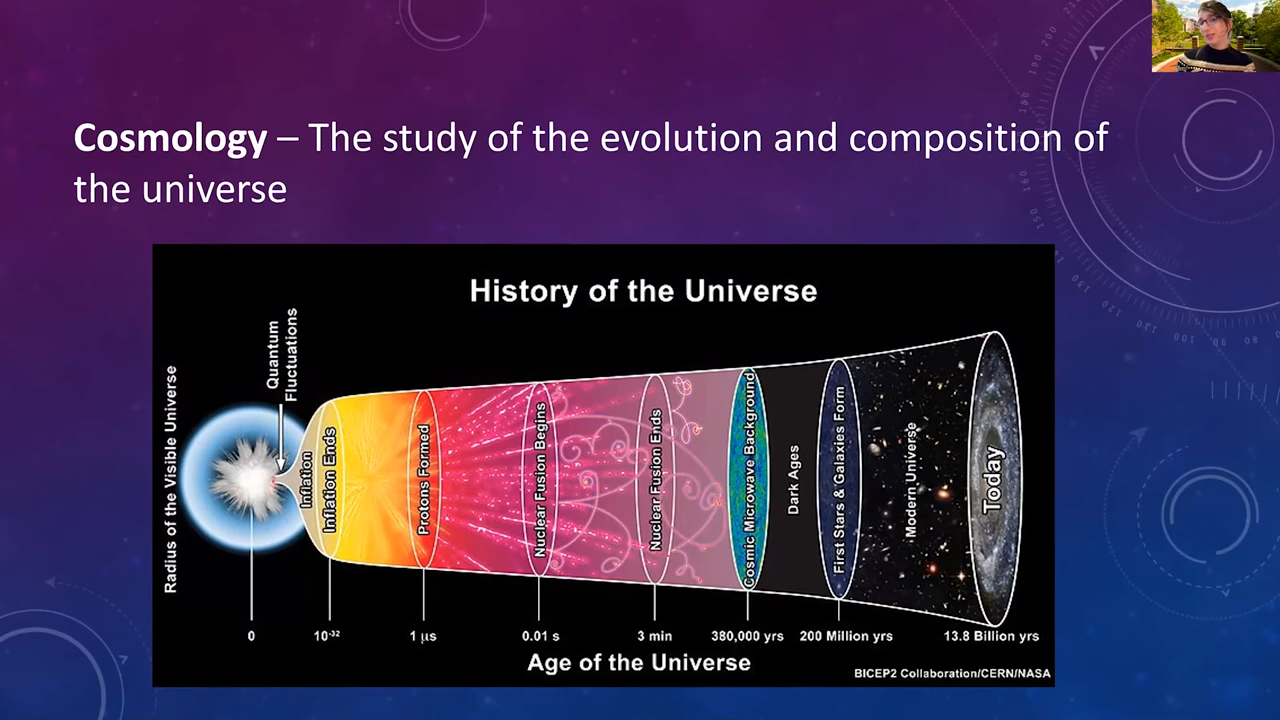 Cosmology – The study of the evolution and composition of
the universe
History of the Universe
Radius of the Visible Universe
Quantum
Fluctuations
Inflation
Inflation Ends
Protons Formed
Nuclear Fusion Begins
Nuclear Fusion Ends
Cosmic Microwave Background
Dark Ages
First Stars & Galaxies Form
Modern Universe
Today
0
10⁻³²
1 µs
0.01 s
3 min
380,000 yrs
200 Million yrs
13.8 Billion yrs
Age of the Universe
BICEP2 Collaboration/CERN/NASA